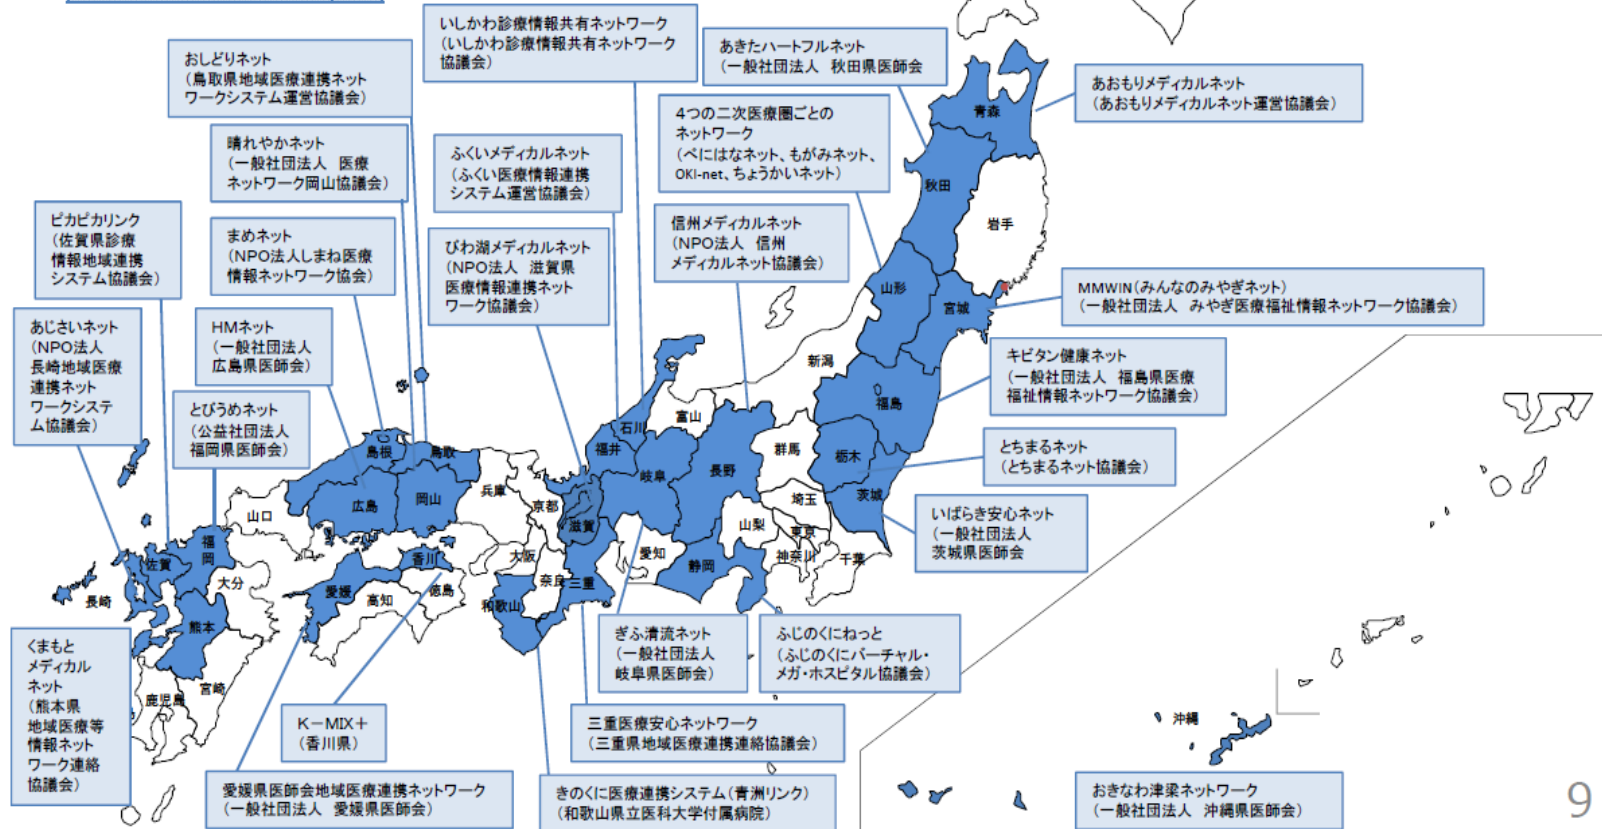 いしかわ診療情報共有ネットワーク
(いしかわ診療情報共有ネットワーク
協議会)
おしどりネット
(鳥取県地域医療連携ネット
ワークシステム運営協議会)
あきたハートフルネット
(一般社団法人 秋田県医師会
あおもりメディカルネット
(あおもりメディカルネット運営協議会)
4つの二次医療圏ごとの
ネットワーク
(べにはなネット、もがみネット、
OKI-net、ちょうかいネット)
晴れやかネット
(一般社団法人 医療
ネットワーク岡山協議会)
ふくいメディカルネット
(ふくい医療情報連携
システム運営協議会)
ピカピカリンク
(佐賀県診療
情報地域連携
システム協議会)
まめネット
(NPO法人しまね医療
情報ネットワーク協会)
びわ湖メディカルネット
(NPO法人 滋賀県
医療情報連携ネット
ワーク協議会)
信州メディカルネット
(NPO法人 信州
メディカルネット協議会)
MMWIN(みんなのみやぎネット)
(一般社団法人 みやぎ医療福祉情報ネットワーク協議会)
あじさいネット
(NPO法人
長崎地域医療
連携ネット
ワークシステ
ム協議会)
HMネット
(一般社団法人
広島県医師会)
キビタン健康ネット
(一般社団法人 福島県医療
福祉情報ネットワーク協議会)
とびうめネット
(公益社団法人
福岡県医師会)
とちまるネット
(とちまるネット協議会)
いばらき安心ネット
(一般社団法人
茨城県医師会
青森
秋田
岩手
山形
宮城
新潟
福島
富山
石川
群馬
栃木
福井
岐阜
長野
茨城
埼玉
山梨
東京
神奈川
千葉
静岡
愛知
滋賀
京都
兵庫
大阪
奈良
三重
和歌山
鳥取
島根
岡山
広島
山口
香川
徳島
愛媛
高知
福岡
佐賀
大分
長崎
熊本
宮崎
鹿児島
沖縄
くまもと
メディカル
ネット
(熊本県
地域医療等
情報ネット
ワーク連絡
協議会)
ぎふ清流ネット
(一般社団法人
岐阜県医師会)
ふじのくにねっと
(ふじのくにバーチャル・
メガ・ホスピタル協議会)
K-MIX+
(香川県)
三重医療安心ネットワーク
(三重県地域医療連携連絡協議会)
愛媛県医師会地域医療連携ネットワーク
(一般社団法人 愛媛県医師会)
きのくに医療連携システム(青洲リンク)
(和歌山県立医科大学付属病院)
おきなわ津梁ネットワーク
(一般社団法人 沖縄県医師会)
9